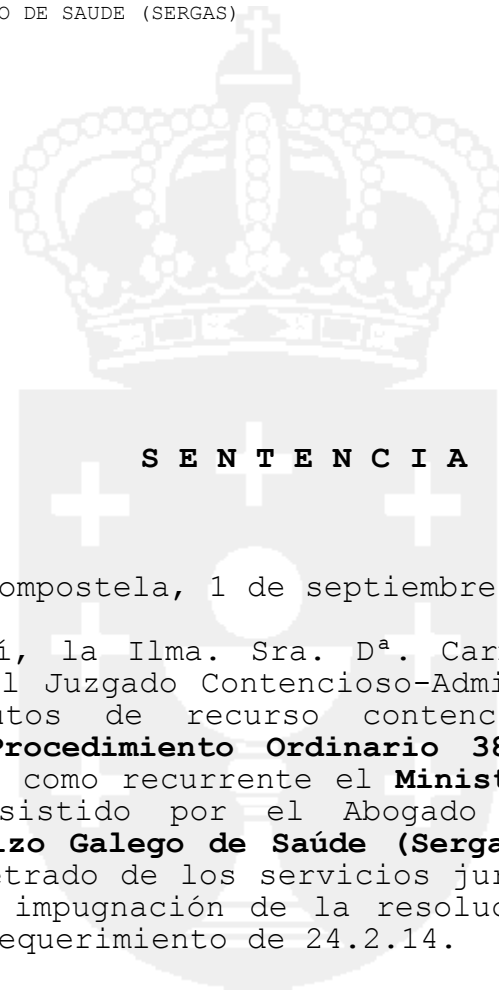 O DE SAUDE (SERGAS)
S E N T E N C I A
ompostela, 1 de septiembre
í, la Ilma. Sra. Dª. Car
l Juzgado Contencioso-Admi
utos de recurso contenc
Procedimiento Ordinario 38
como recurrente el Minist
sistido por el Abogado
izo Galego de Saúde (Serga
etrado de los servicios jur
impugnación de la resoluc
equerimiento de 24.2.14.